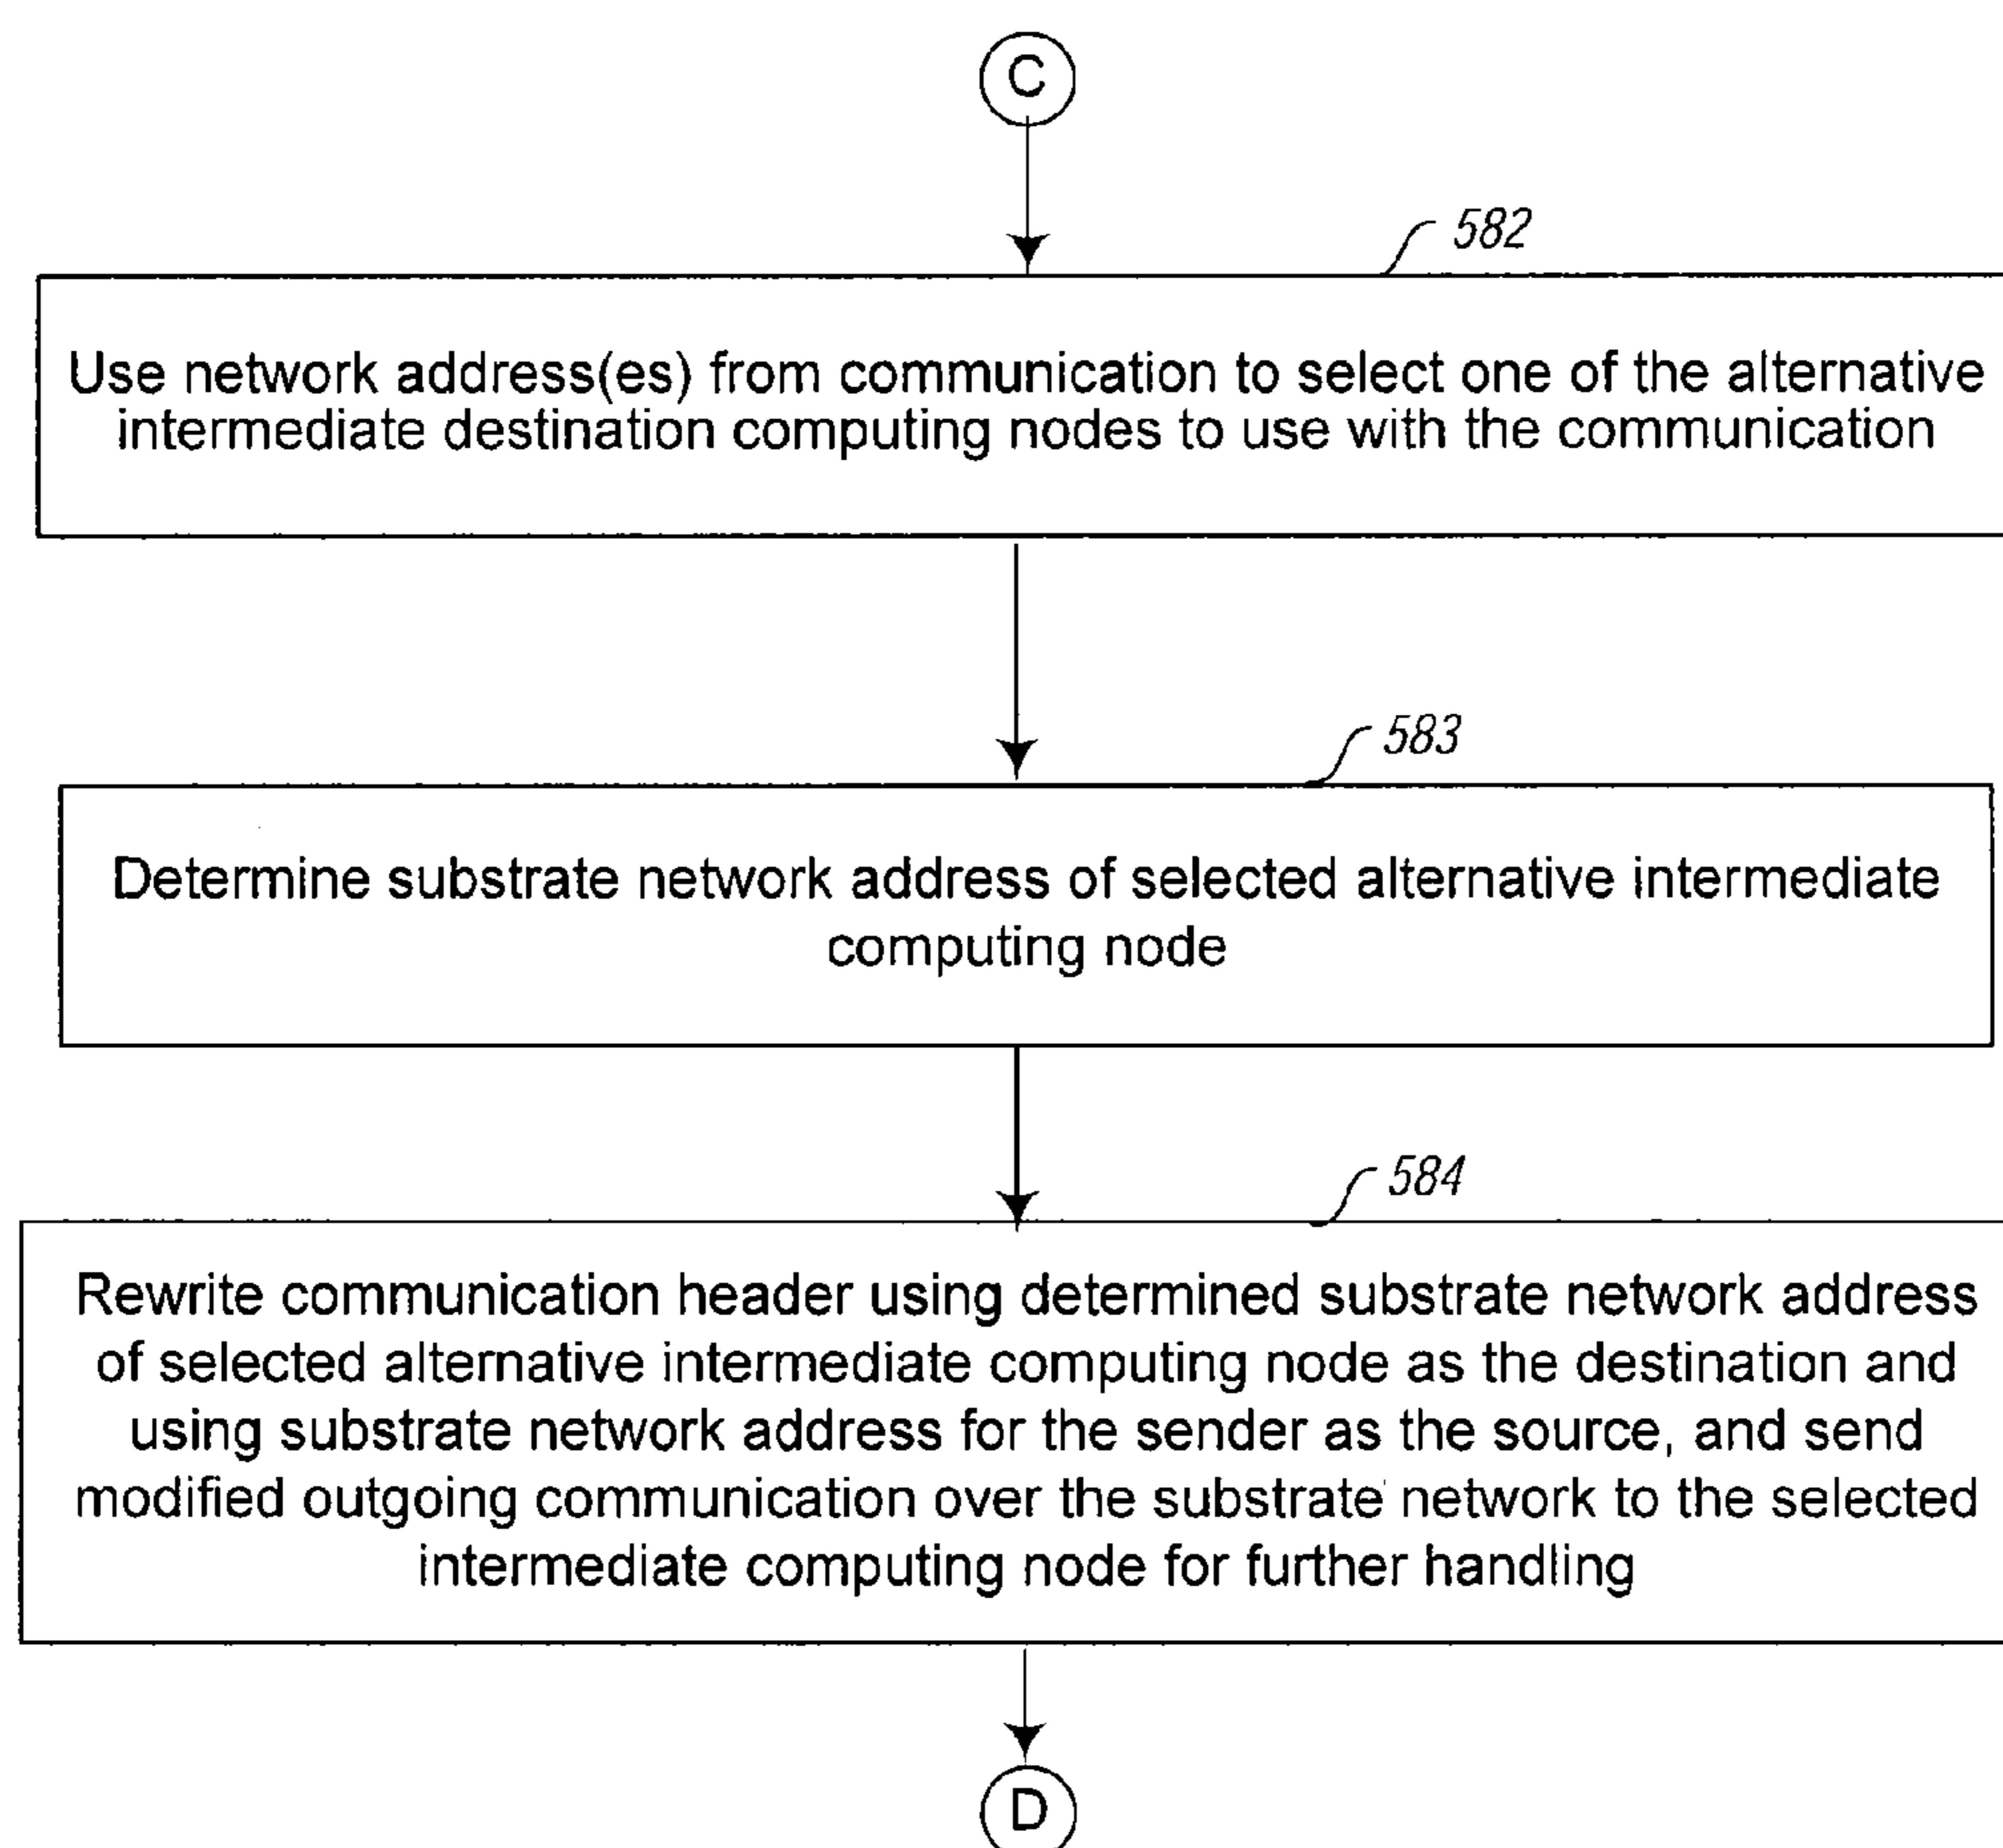 C
582
Use network address(es) from communication to select one of the alternative
intermediate destination computing nodes to use with the communication
583
Determine substrate network address of selected alternative intermediate
computing node
584
Rewrite communication header using determined substrate network address
of selected alternative intermediate computing node as the destination and
using substrate network address for the sender as the source, and send
modified outgoing communication over the substrate network to the selected
intermediate computing node for further handling
D